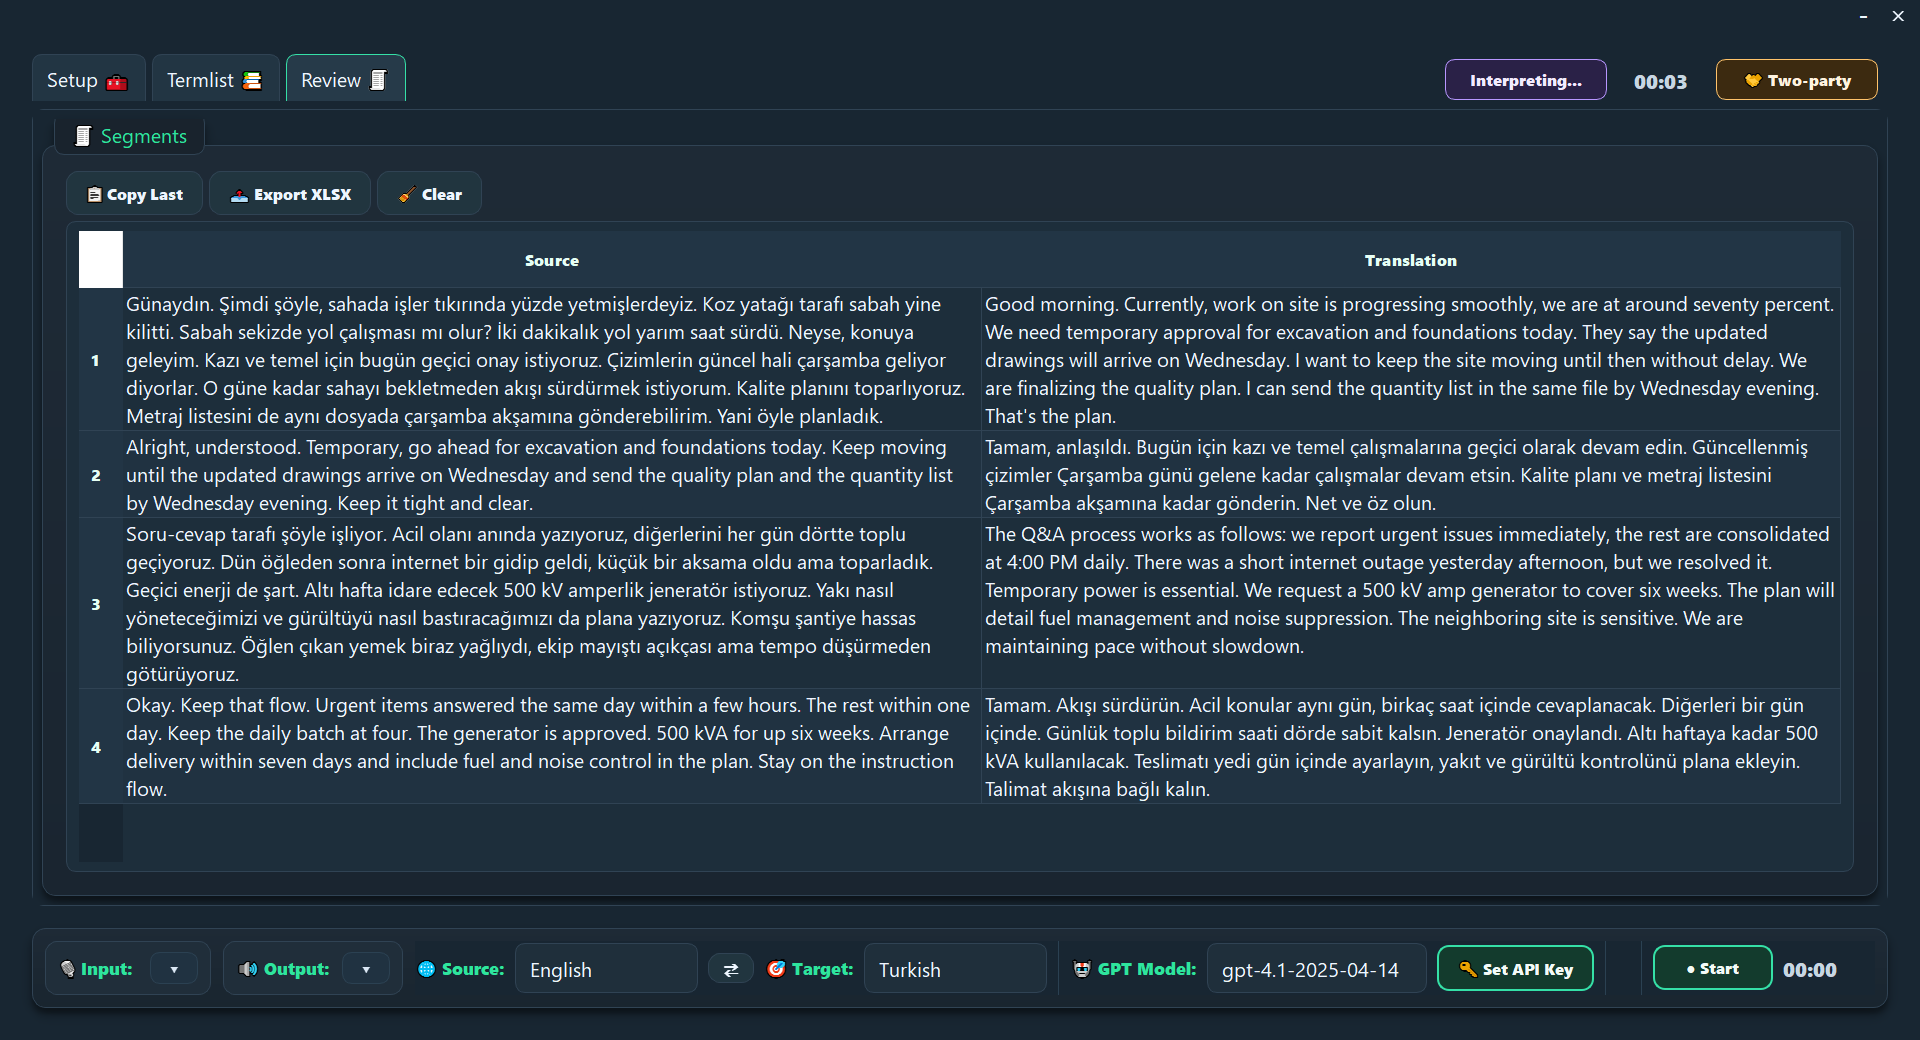 Setup
Termlist
Review
Interpreting...
00:03
Two-party
Segments
Copy Last
Export XLSX
Clear
Source
Translation
1
Günaydın. Şimdi şöyle, sahada işler tıkırında yüzde yetmişlerdeyiz. Koz yatağı tarafı sabah yine
kilitti. Sabah sekizde yol çalışması mı olur? İki dakikalık yol yarım saat sürdü. Neyse, konuya
geleyim. Kazı ve temel için bugün geçici onay istiyoruz. Çizimlerin güncel hali çarşamba geliyor
diyorlar. O güne kadar sahayı bekletmeden akışı sürdürmek istiyorum. Kalite planını toparlıyoruz.
Metraj listesini de aynı dosyada çarşamba akşamına gönderebilirim. Yani öyle planladık.
Good morning. Currently, work on site is progressing smoothly, we are at around seventy percent.
We need temporary approval for excavation and foundations today. They say the updated
drawings will arrive on Wednesday. I want to keep the site moving until then without delay. We
are finalizing the quality plan. I can send the quantity list in the same file by Wednesday evening.
That's the plan.
2
Alright, understood. Temporary, go ahead for excavation and foundations today. Keep moving
until the updated drawings arrive on Wednesday and send the quality plan and the quantity list
by Wednesday evening. Keep it tight and clear.
Tamam, anlaşıldı. Bugün için kazı ve temel çalışmalarına geçici olarak devam edin. Güncellenmiş
çizimler Çarşamba günü gelene kadar çalışmalar devam etsin. Kalite planı ve metraj listesini
Çarşamba akşamına kadar gönderin. Net ve öz olun.
3
Soru-cevap tarafı şöyle işliyor. Acil olanı anında yazıyoruz, diğerlerini her gün dörtte toplu
geçiyoruz. Dün öğleden sonra internet bir gidip geldi, küçük bir aksama oldu ama toparladık.
Geçici enerji de şart. Altı hafta idare edecek 500 kV amperlik jeneratör istiyoruz. Yakı nasıl
yöneteceğimizi ve gürültüyü nasıl bastıracağımızı da plana yazıyoruz. Komşu şantiye hassas
biliyorsunuz. Öğlen çıkan yemek biraz yağlıydı, ekip mayıştı açıkçası ama tempo düşürmeden
götürüyoruz.
The Q&A process works as follows: we report urgent issues immediately, the rest are consolidated
at 4:00 PM daily. There was a short internet outage yesterday afternoon, but we resolved it.
Temporary power is essential. We request a 500 kV amp generator to cover six weeks. The plan will
detail fuel management and noise suppression. The neighboring site is sensitive. We are
maintaining pace without slowdown.
4
Okay. Keep that flow. Urgent items answered the same day within a few hours. The rest within one
day. Keep the daily batch at four. The generator is approved. 500 kVA for up six weeks. Arrange
delivery within seven days and include fuel and noise control in the plan. Stay on the instruction
flow.
Tamam. Akışı sürdürün. Acil konular aynı gün, birkaç saat içinde cevaplanacak. Diğerleri bir gün
içinde. Günlük toplu bildirim saati dörde sabit kalsın. Jeneratör onaylandı. Altı haftaya kadar 500
kVA kullanılacak. Teslimatı yedi gün içinde ayarlayın, yakıt ve gürültü kontrolünü plana ekleyin.
Talimat akışına bağlı kalın.
Input:
Output:
Source:
English
Target:
Turkish
GPT Model:
gpt-4.1-2025-04-14
Set API Key
Start
00:00